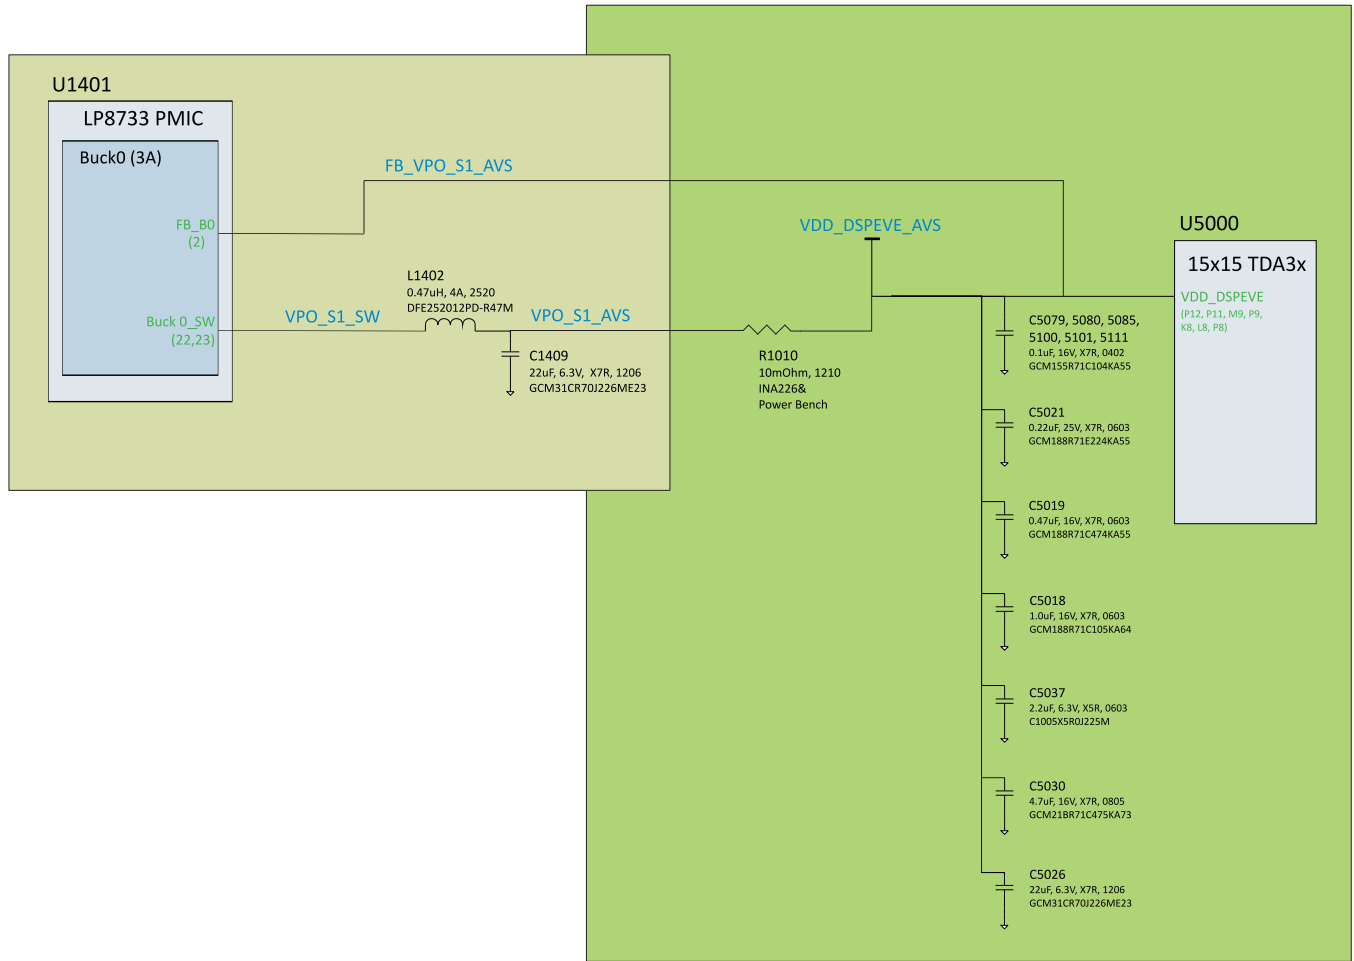 U1401
LP8733 PMIC
Buck0 (3A)
FB_B0
(2)
Buck 0_SW
(22,23)
FB_VPO_S1_AVS
VPO_S1_SW
L1402
0.47uH, 4A, 2520
DFE252012PD-R47M
VPO_S1_AVS
C1409
22uF, 6.3V,  X7R, 1206
GCM31CR70J226ME23
R1010
10mOhm, 1210
INA226&
Power Bench
VDD_DSPEVE_AVS
U5000
15x15 TDA3x
VDD_DSPEVE
(P12, P11, M9, P9,
K8, L8, P8)
C5079, 5080, 5085,
5100, 5101, 5111
0.1uF, 16V, X7R, 0402
GCM155R71C104KA55
C5021
0.22uF, 25V, X7R, 0603
GCM188R71E224KA55
C5019
0.47uF, 16V, X7R, 0603
GCM188R71C474KA55
C5018
1.0uF, 16V, X7R, 0603
GCM188R71C105KA64
C5037
2.2uF, 6.3V, X5R, 0603
C1005X5R0J225M
C5030
4.7uF, 16V, X7R, 0805
GCM21BR71C475KA73
C5026
22uF, 6.3V, X7R, 1206
GCM31CR70J226ME23